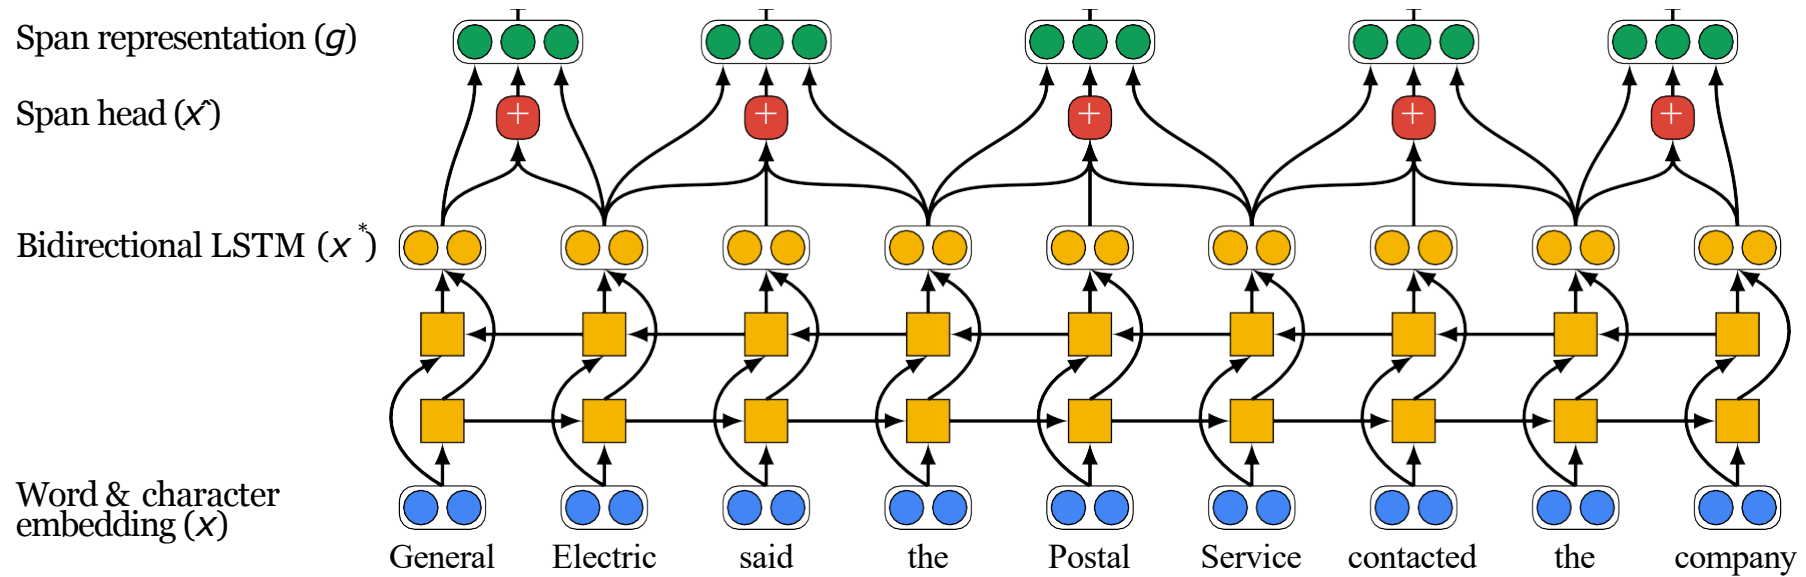 Span representation (g)
Span head (x̂)
+ + + + +
Bidirectional LSTM (x*)
Word & character
embedding (x)
General Electric said the Postal Service contacted the company